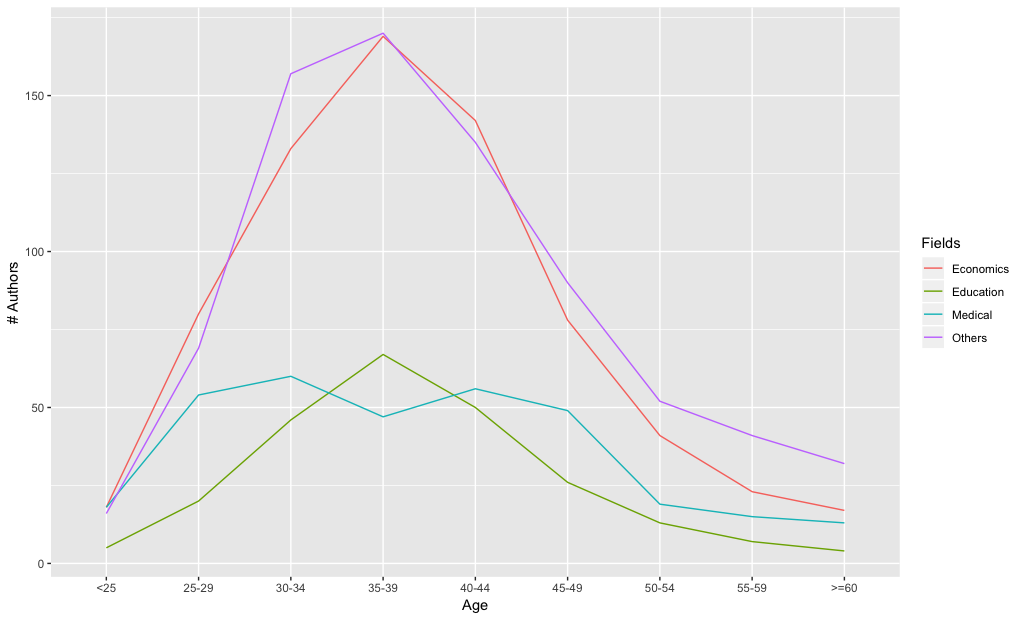 # Authors
150
100
50
0
<25 25-29 30-34 35-39 40-44 45-49 50-54 55-59 >=60
Age
Fields
Economics
Education
Medical
Others